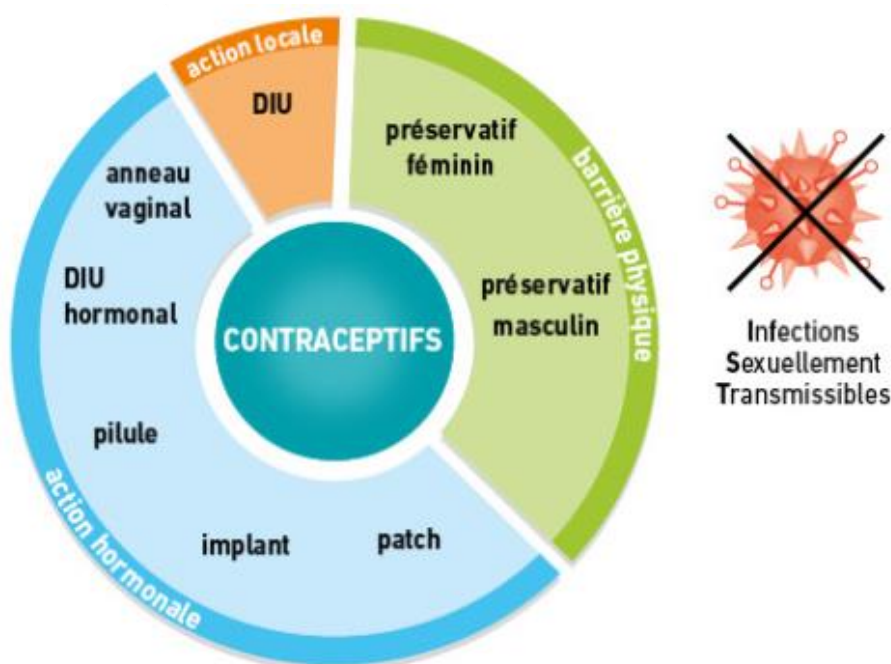 action locale
DIU
préservatif
féminin
barrière physique
préservatif
masculin
anneau
vaginal
DIU
hormonal
CONTRACEPTIFS
pilule
implant
patch
action hormonale
Infections
Sexuellement
Transmissibles